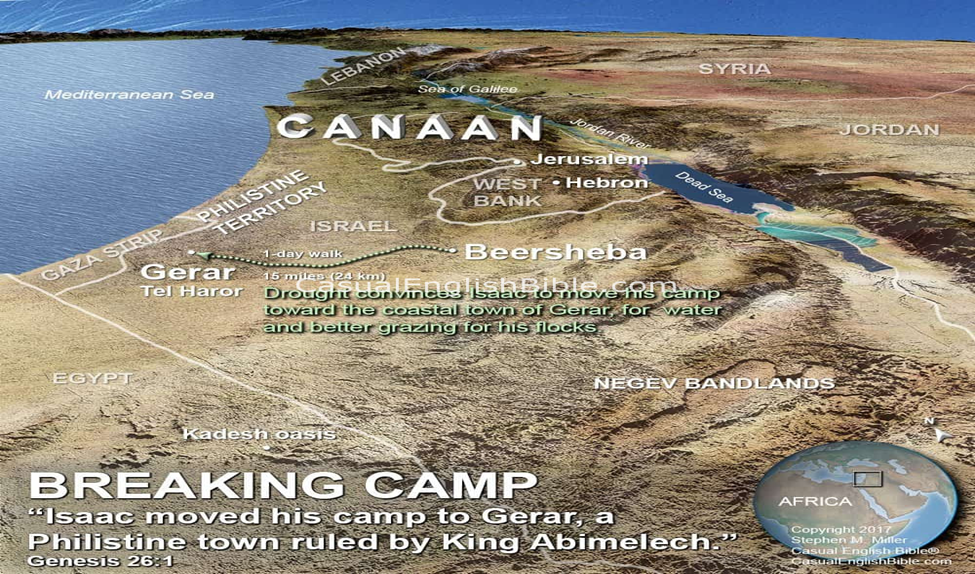 LEBANON
SYRIA
Sea of Galilee
Mediterranean Sea
CANAAN
Jordan River
JORDAN
Jerusalem
WEST
BANK
Hebron
Dead Sea
PHILISTINE
TERRITORY
ISRAEL
GAZA STRIP
1-day walk
Beersheba
Gerar
Tel Haror
15 miles (24 km)
CasualEnglishBible.com
Drought convinces Isaac to move his camp
toward the coastal town of Gerar, for water
and better grazing for his flocks
EGYPT
NEGEV BANDLANDS
Kadesh oasis
N
BREAKING CAMP
“Isaac moved his camp to Gerar, a
Philistine town ruled by King Abimelech.”
Genesis 26:1
AFRICA
Copyright 2017
Stephen M. Miller
Casual English Bible®
CasualEnglishBible.com